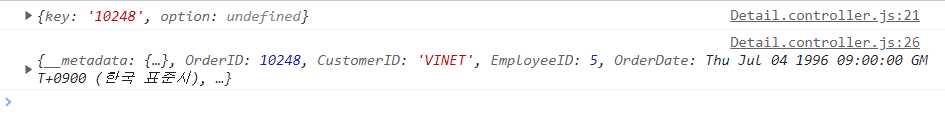 ▶ {key: '10248', option: undefined} Detail.controller.js:21
Detail.controller.js:26
{__metadata: {…}, OrderID: 10248, CustomerID: 'VINET', EmployeeID: 5, OrderDate: Thu Jul 04 1996 09:00:00 GM
▶ T+0900 (한국 표준시), …}
>